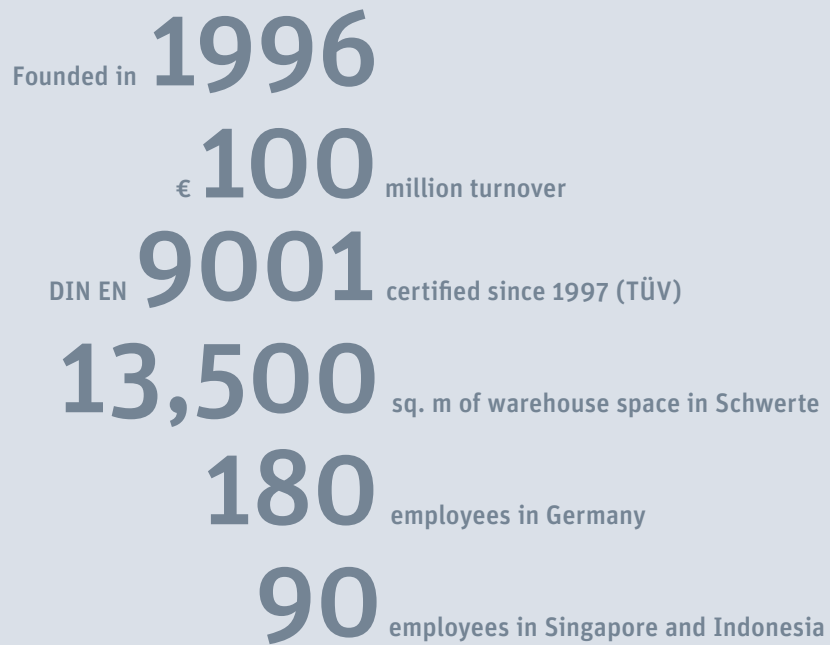 Founded in 1996
€ 100 million turnover
DIN EN 9001 certified since 1997 (TÜV)
13,500 sq. m of warehouse space in Schwerte
180 employees in Germany
90 employees in Singapore and Indonesia